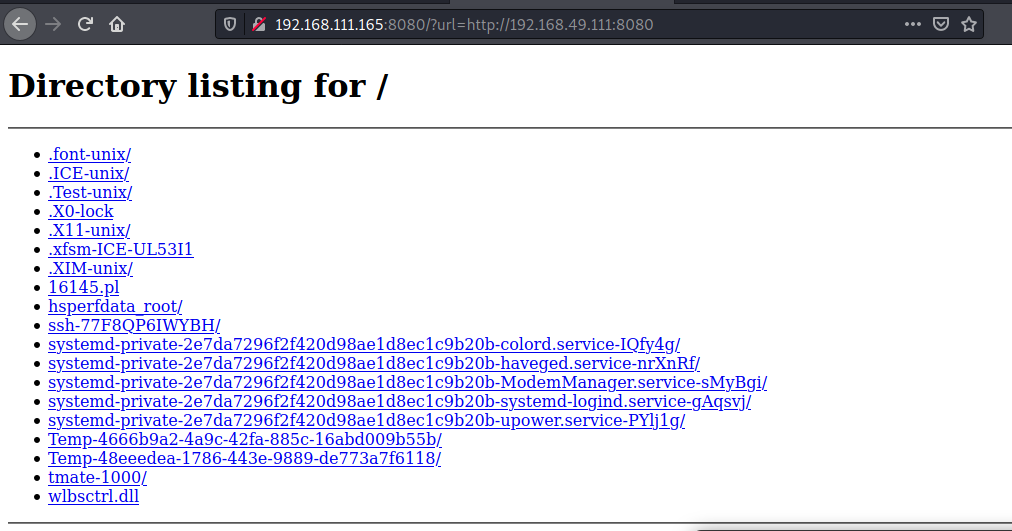 192.168.111.165:8080/?url=http://192.168.49.111:8080
Directory listing for /
.font-unix/
.ICE-unix/
.Test-unix/
.X0-lock
.X11-unix/
.xfsm-ICE-UL53I1
.XIM-unix/
16145.pl
hsperfdata_root/
ssh-77F8QP6IWYBH/
systemd-private-2e7da7296f2f420d98ae1d8ec1c9b20b-colord.service-IQfy4g/
systemd-private-2e7da7296f2f420d98ae1d8ec1c9b20b-haveged.service-nrXnRf/
systemd-private-2e7da7296f2f420d98ae1d8ec1c9b20b-ModemManager.service-sMyBgi/
systemd-private-2e7da7296f2f420d98ae1d8ec1c9b20b-systemd-logind.service-gAqsvj/
systemd-private-2e7da7296f2f420d98ae1d8ec1c9b20b-upower.service-PYlj1g/
Temp-4666b9a2-4a9c-42fa-885c-16abd009b55b/
Temp-48eeedea-1786-443e-9889-de773a7f6118/
tmate-1000/
wlbsctrl.dll